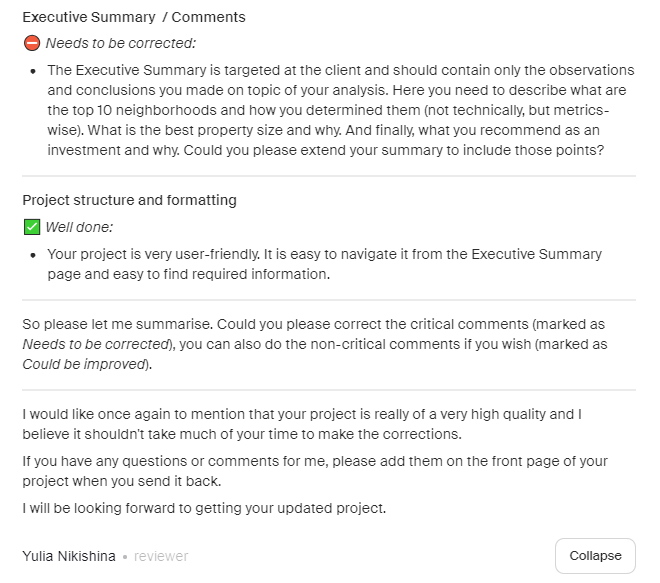 Executive Summary / Comments
Needs to be corrected:
• The Executive Summary is targeted at the client and should contain only the observations
and conclusions you made on topic of your analysis. Here you need to describe what are
the top 10 neighborhoods and how you determined them (not technically, but metrics-
wise). What is the best property size and why. And finally, what you recommend as an
investment and why. Could you please extend your summary to include those points?
Project structure and formatting
Well done:
• Your project is very user-friendly. It is easy to navigate it from the Executive Summary
page and easy to find required information.
So please let me summarise. Could you please correct the critical comments (marked as
Needs to be corrected), you can also do the non-critical comments if you wish (marked as
Could be improved).
I would like once again to mention that your project is really of a very high quality and I
believe it shouldn't take much of your time to make the corrections.
If you have any questions or comments for me, please add them on the front page of your
project when you send it back.
I will be looking forward to getting your updated project.
Yulia Nikishina • reviewer
Collapse